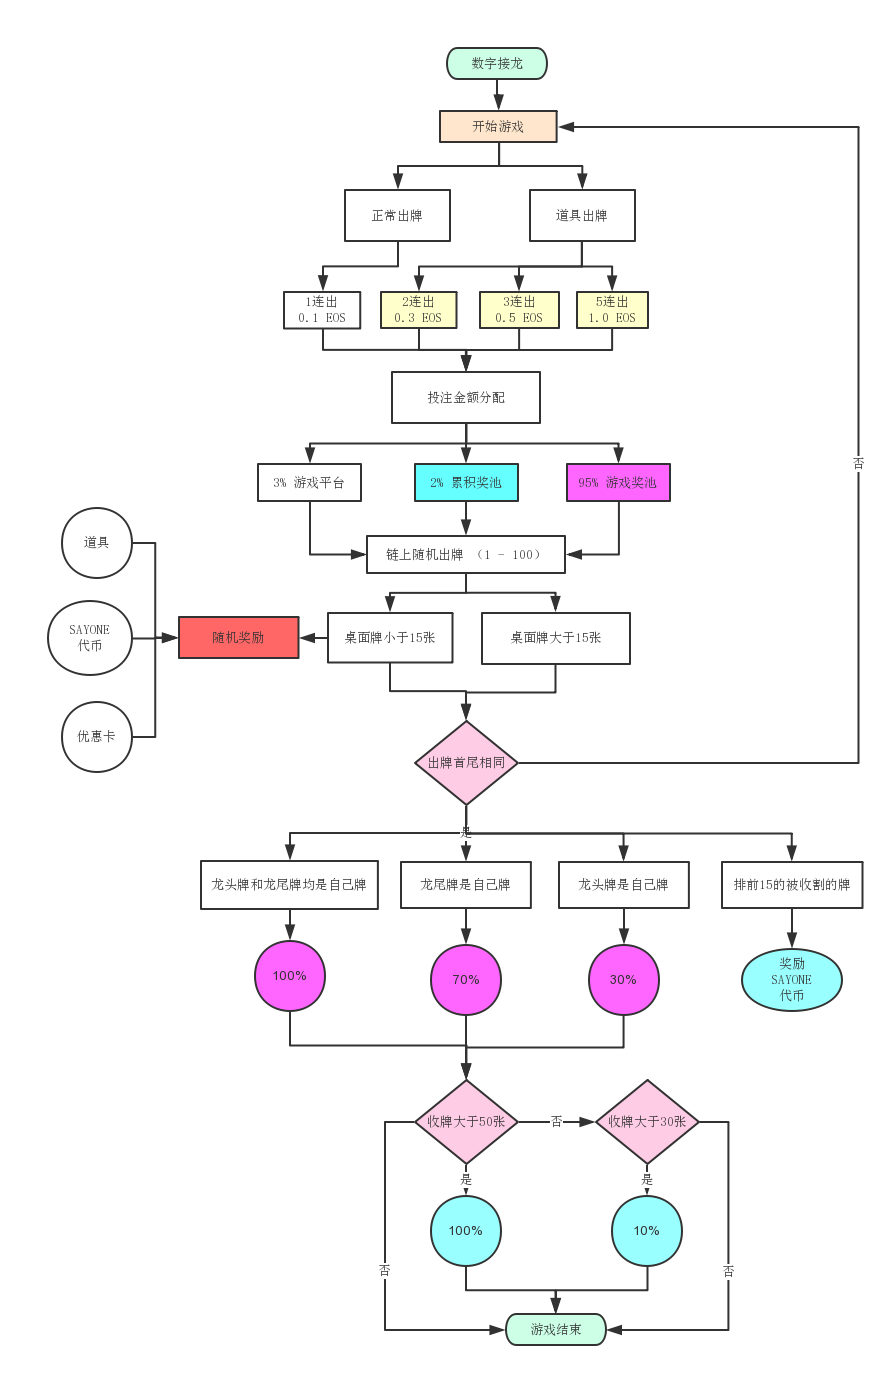 数字接龙
开始游戏
正常出牌
道具出牌
1连出
0.1 EOS
2连出
0.3 EOS
3连出
0.5 EOS
5连出
1.0 EOS
投注金额分配
3% 游戏平台
2% 累积奖池
95% 游戏奖池
否
链上随机出牌 （1 - 100）
道具
SAYONE
代币
优惠卡
随机奖励
桌面牌小于15张
桌面牌大于15张
出牌首尾相同
是
龙头牌和龙尾牌均是自己牌
龙尾牌是自己牌
龙头牌是自己牌
排前15的被收割的牌
100%
70%
30%
奖励
SAYONE
代币
收牌大于50张
否
收牌大于30张
是
是
100%
10%
否
否
游戏结束